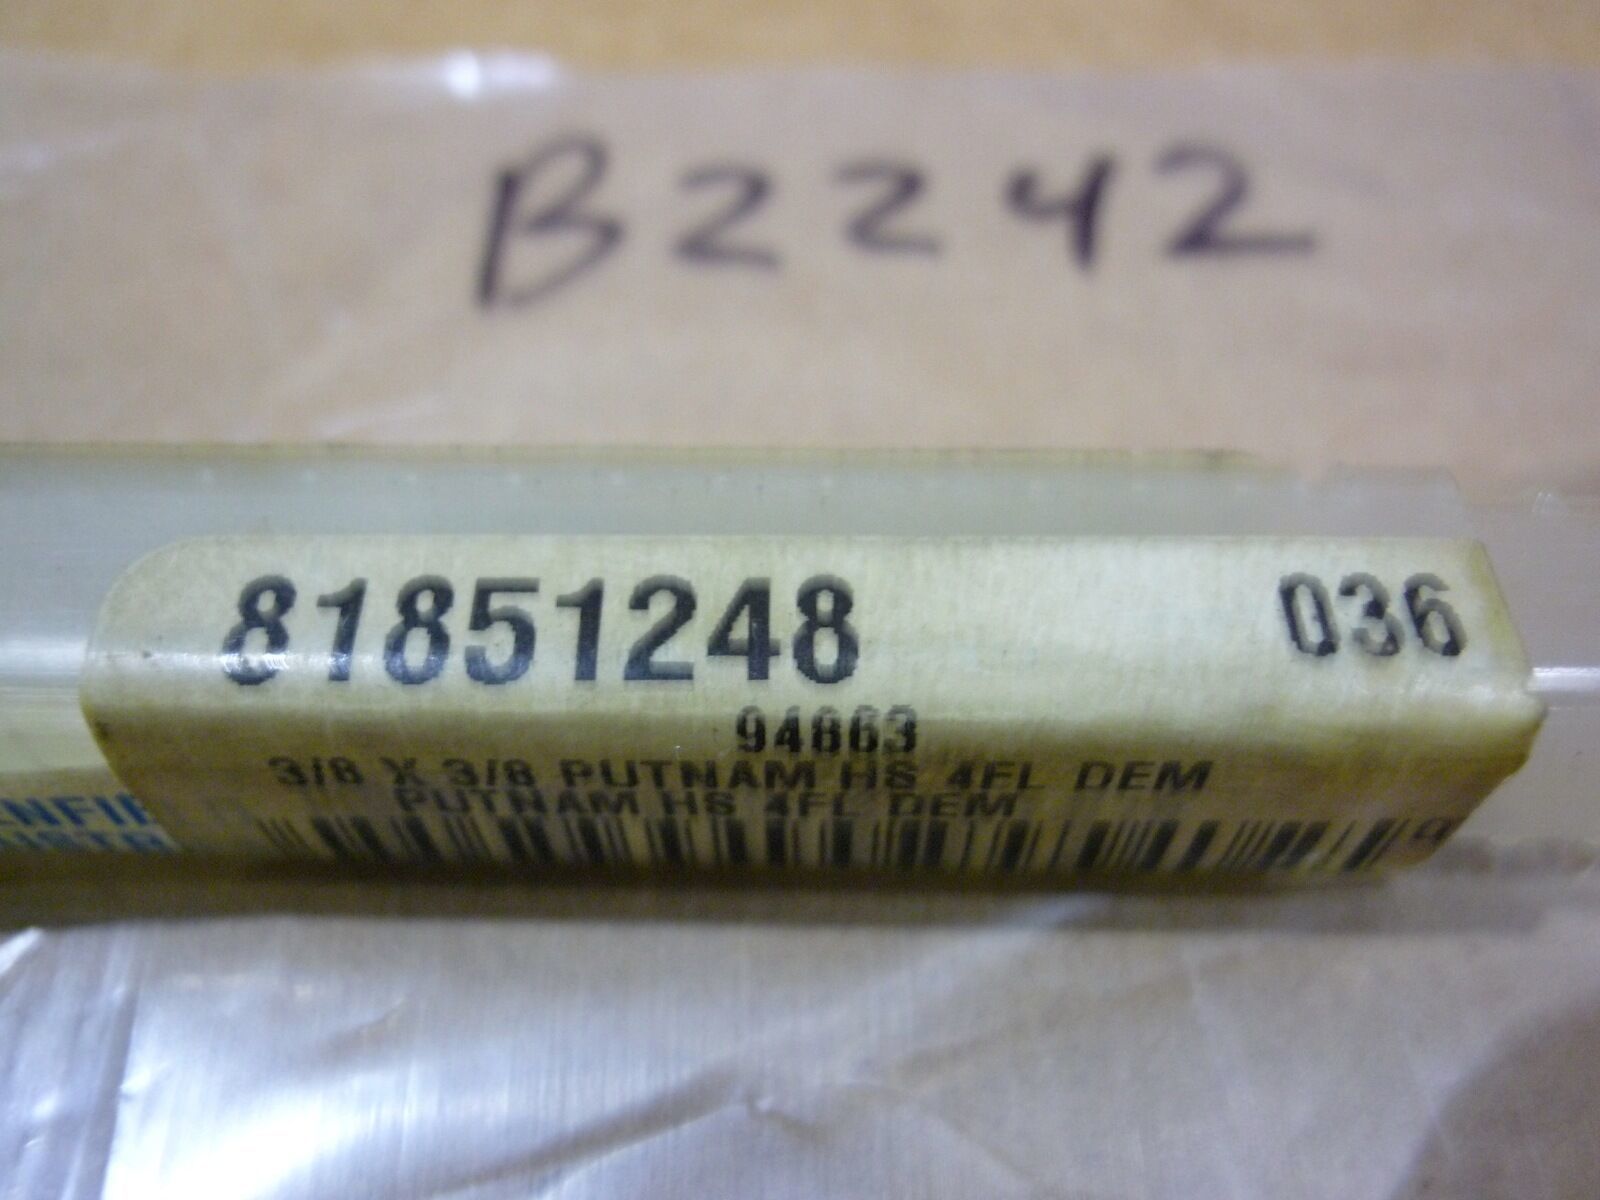 B2242
81851248 036
94863
3/8 X 3/8 PUTNAM HS 4FL DEM
PUTNAM HS 4FL DEM